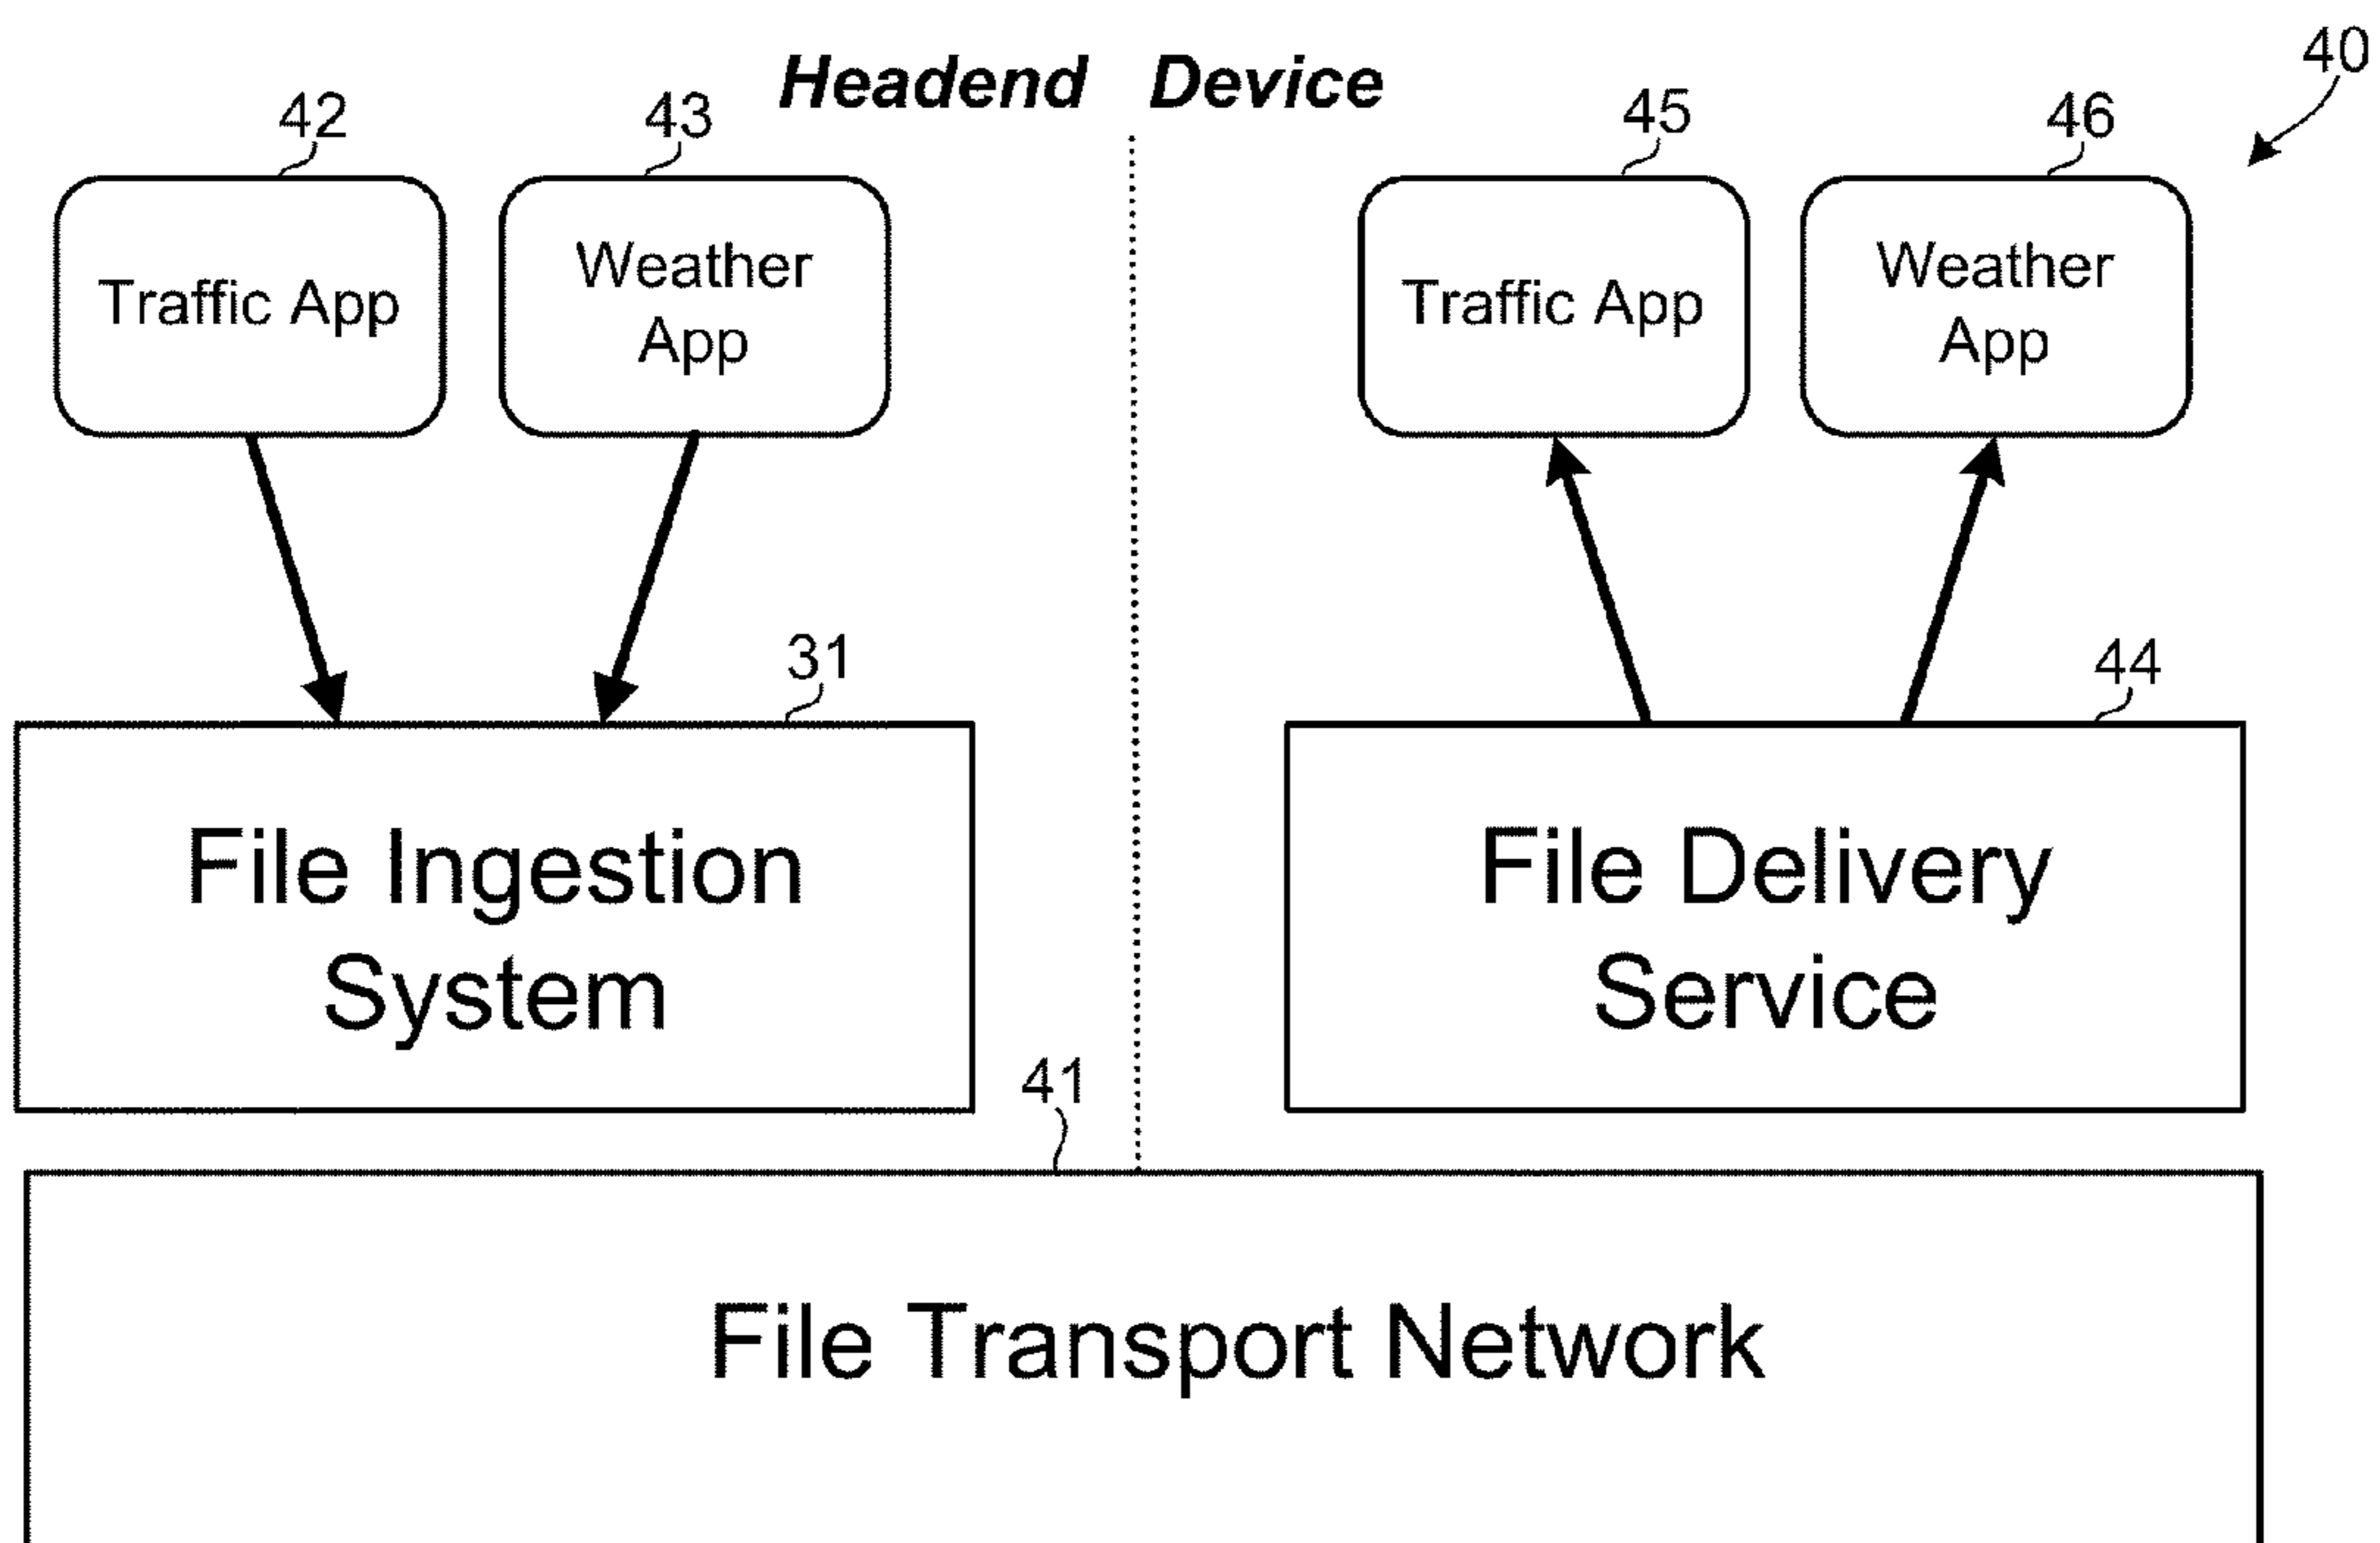 Headend Device
40
42
43
45
46
Traffic App
Weather
App
Traffic App
Weather
App
31
44
File Ingestion
System
File Delivery
Service
41
File Transport Network